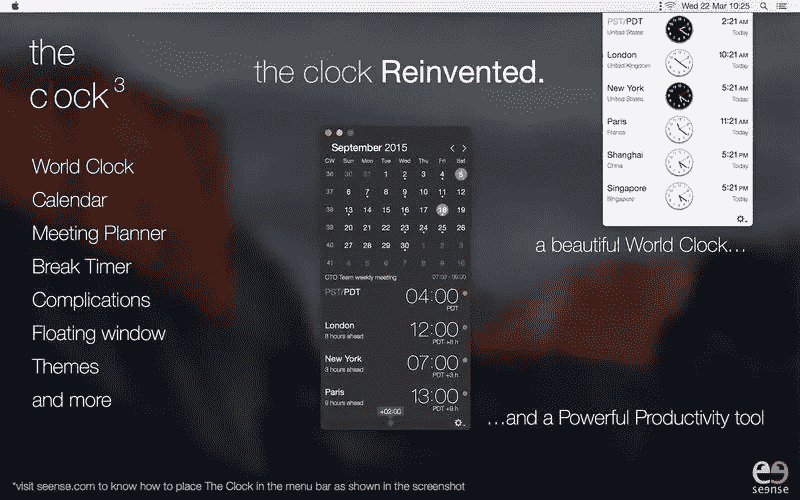 Wed 22 Mar 10:25
the
clock 3
World Clock
Calendar
Meeting Planner
Break Timer
Complications
Floating window
Themes
and more
the clock Reinvented.
September 2015
CW Sun Mon Tue Wed Thu Fri Sat
36 30 31 1 2 3 4 5
37 6 7 8 9 10 11 12
38 13 14 15 16 17 18 19
39 20 21 22 23 24 25 26
40 27 28 29 30 1 2 3
41 4 5 6 7 8 9 10
CTO Team weekly meeting 07:00 - 09:00
PST/PDT 04:00
PDT
London 12:00
8 hours ahead PDT +8 h
New York 07:00
3 hours ahead PDT +3 h
Paris 13:00
9 hours ahead PDT +9 h
+02:00
PST/PDT 2:21 AM
United States Today
London 10:21 AM
United Kingdom Today
New York 5:21 AM
United States Today
Paris 11:21 AM
France Today
Shanghai 5:21 PM
China Today
Singapore 5:21 PM
Singapore Today
a beautiful World Clock...
...and a Powerful Productivity tool
*visit seense.com to know how to place The Clock in the menu bar as shown in the screenshot
seense